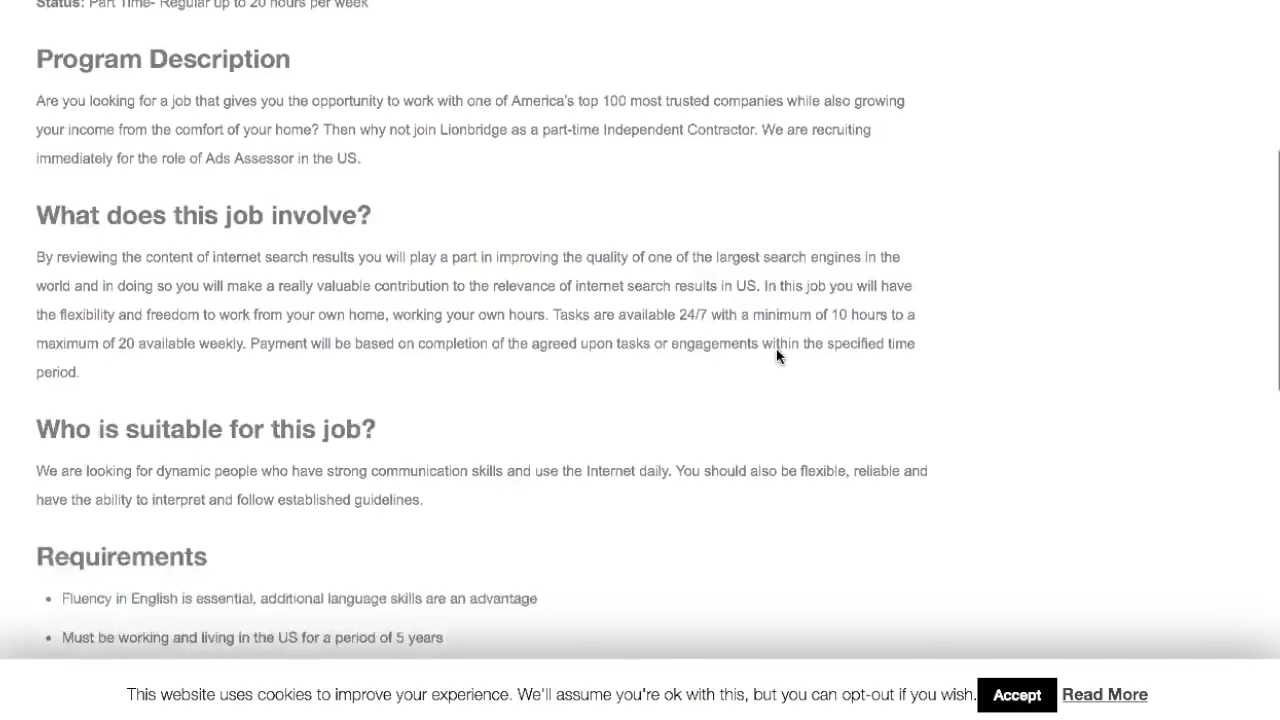 Status: Part Time- Regular up to 20 hours per week
Program Description
Are you looking for a job that gives you the opportunity to work with one of America's top 100 most trusted companies while also growing
your income from the comfort of your home? Then why not join Lionbridge as a part-time Independent Contractor. We are recruiting
immediately for the role of Ads Assessor in the US.
What does this job involve?
By reviewing the content of internet search results you will play a part in improving the quality of one of the largest search engines in the
world and in doing so you will make a really valuable contribution to the relevance of internet search results in US. In this job you will have
the flexibility and freedom to work from your own home, working your own hours. Tasks are available 24/7 with a minimum of 10 hours to a
maximum of 20 available weekly. Payment will be based on completion of the agreed upon tasks or engagements within the specified time
period.
Who is suitable for this job?
We are looking for dynamic people who have strong communication skills and use the Internet daily. You should also be flexible, reliable and
have the ability to interpret and follow established guidelines.
Requirements
• Fluency in English is essential, additional language skills are an advantage
• Must be working and living in the US for a period of 5 years
This website uses cookies to improve your experience. We'll assume you're ok with this, but you can opt-out if you wish. Accept Read More